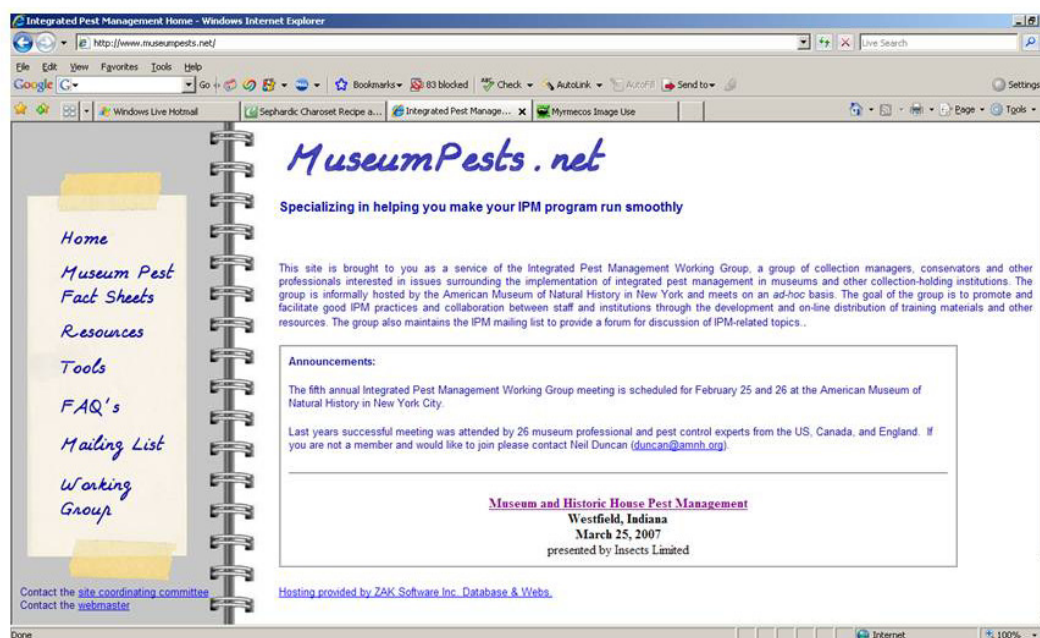 Integrated Pest Management Home - Windows Internet Explorer
http://www.museumpests.net/
Live Search
File Edit View Favorites Tools Help
Google G Go Bookmarks 83 blocked Check AutoLink AutoFill Send to Settings
Windows Live Hotmail Sephardic Charoset Recipe a... Integrated Pest Manage... Myrmecos Image Use Page Tools
MuseumPests.net
Specializing in helping you make your IPM program run smoothly
Home
Museum Pest
Fact Sheets
Resources
Tools
FAQ's
Mailing List
Working
Group
Contact the site coordinating committee
Contact the webmaster
This site is brought to you as a service of the Integrated Pest Management Working Group, a group of collection managers, conservators and other
professionals interested in issues surrounding the implementation of integrated pest management in museums and other collection-holding institutions. The
group is informally hosted by the American Museum of Natural History in New York and meets on an ad-hoc basis. The goal of the group is to promote and
facilitate good IPM practices and collaboration between staff and institutions through the development and on-line distribution of training materials and other
resources. The group also maintains the IPM mailing list to provide a forum for discussion of IPM-related topics..
Announcements:
The fifth annual Integrated Pest Management Working Group meeting is scheduled for February 25 and 26 at the American Museum of
Natural History in New York City.
Last years successful meeting was attended by 26 museum professional and pest control experts from the US, Canada, and England. If
you are not a member and would like to join please contact Neil Duncan (duncan@amnh.org).
Museum and Historic House Pest Management
Westfield, Indiana
March 25, 2007
presented by Insects Limited
Hosting provided by ZAK Software Inc. Database & Webs.
Done Internet 100%